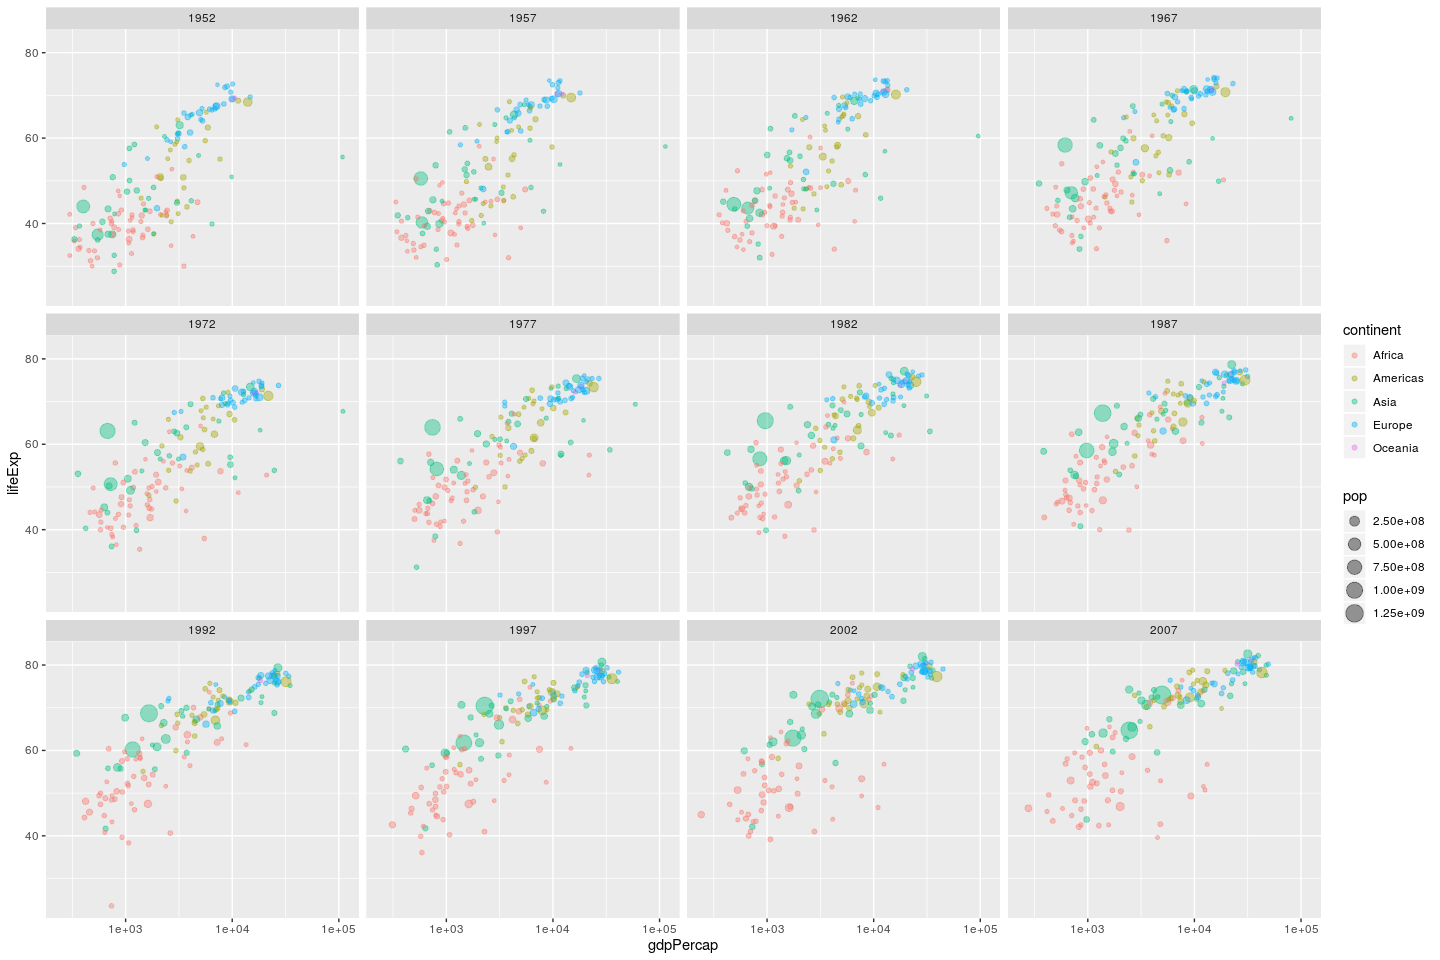 1952
1957
1962
1967
80
60
40
1972
1977
1982
1987
80
60
40
lifeExp
1992
1997
2002
2007
80
60
40
1e+03
1e+04
1e+05
1e+03
1e+04
1e+05
1e+03
1e+04
1e+05
1e+03
1e+04
1e+05
gdpPercap
continent
Africa
Americas
Asia
Europe
Oceania
pop
2.50e+08
5.00e+08
7.50e+08
1.00e+09
1.25e+09